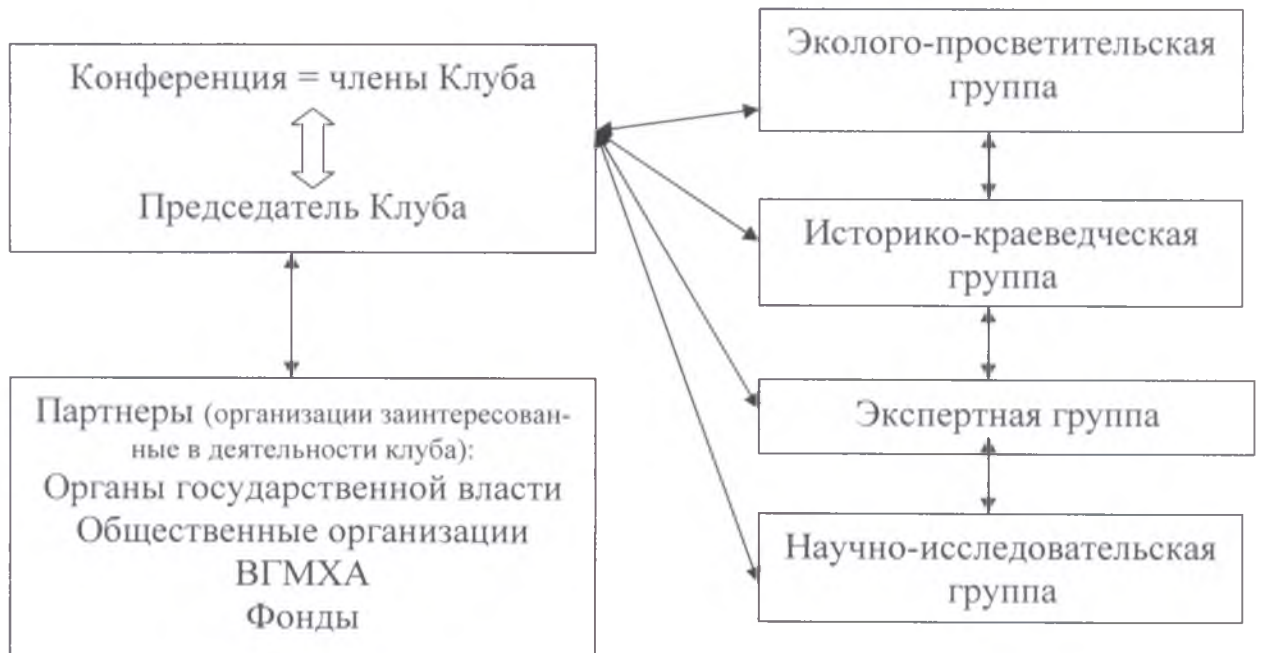 Конференция = члены Клуба
Председатель Клуба
Партнеры (организации заинтересован-
ные в деятельности клуба):
Органы государственной власти
Общественные организации
ВГМХА
Фонды
Эколого-просветительская
группа
Историко-краеведческая
группа
Экспертная группа
Научно-исследовательская
группа